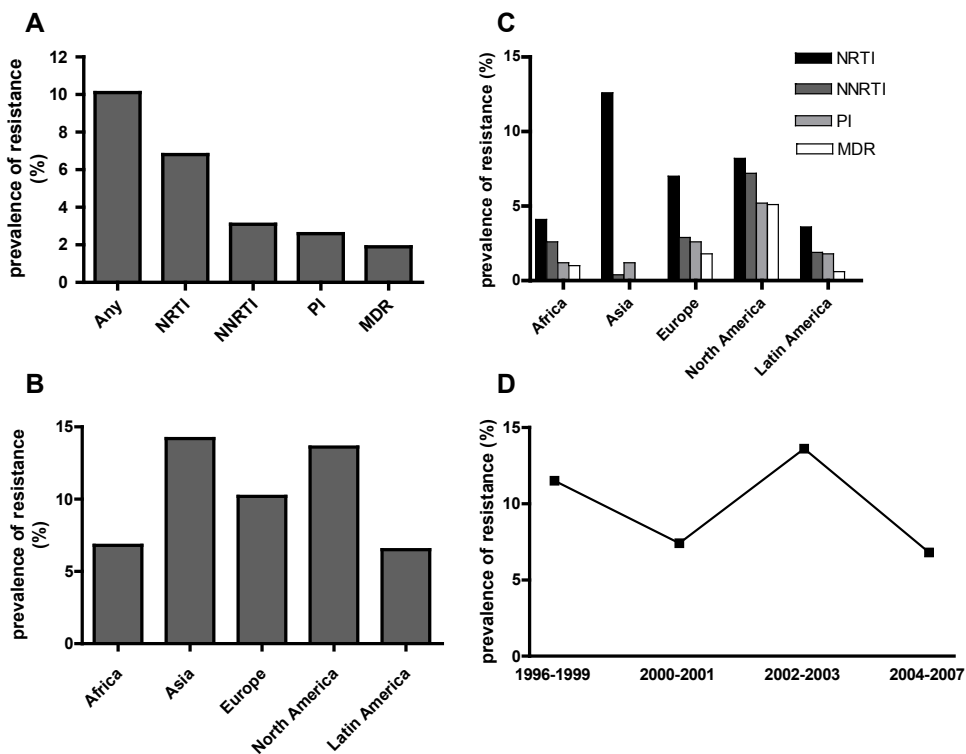 A
prevalence of resistance
(%)
12
10
8
6
4
2
0
Any
NRTI
NNRTI
PI
MDR
C
prevalence of resistance (%)
15
10
5
0
NRTI
NNRTI
PI
MDR
Africa
Asia
Europe
North America
Latin America
B
prevalence of resistance
(%)
15
10
5
0
Africa
Asia
Europe
North America
Latin America
D
prevalence of resistance (%)
15
10
5
0
1996-1999
2000-2001
2002-2003
2004-2007